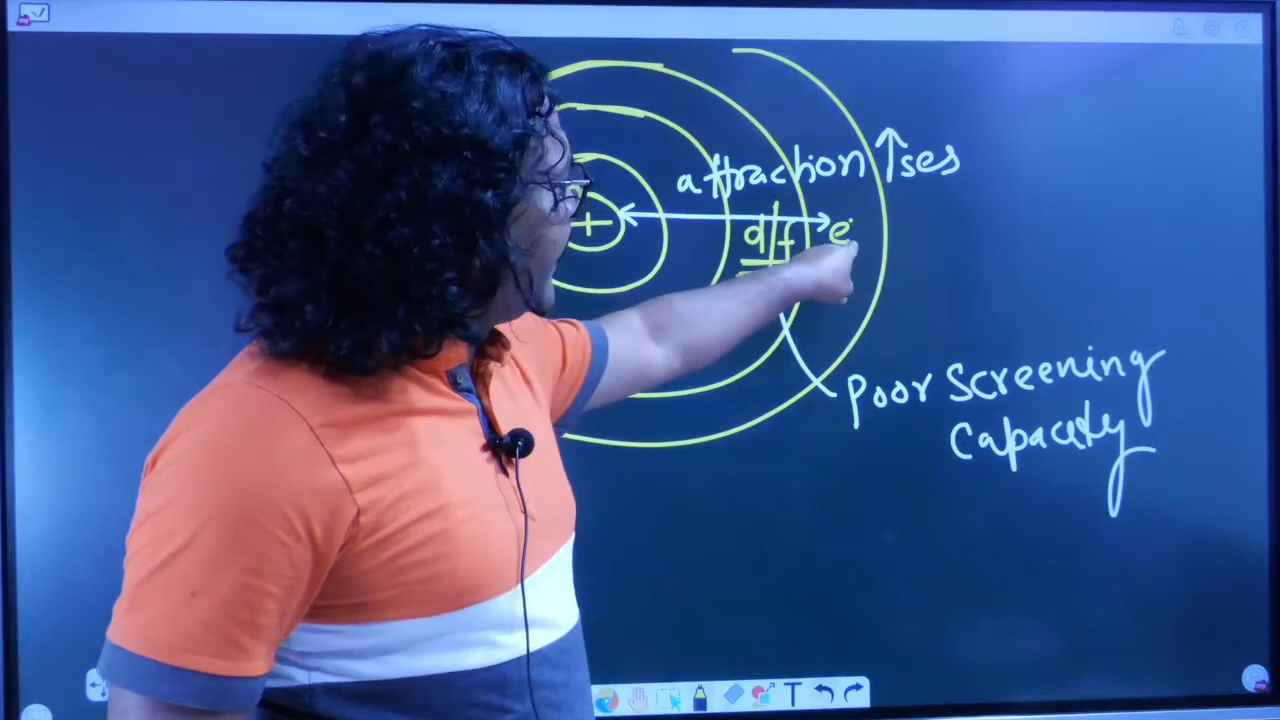 attraction ↑ses
+
d/f e⁻
Poor Screening
Capacity
T